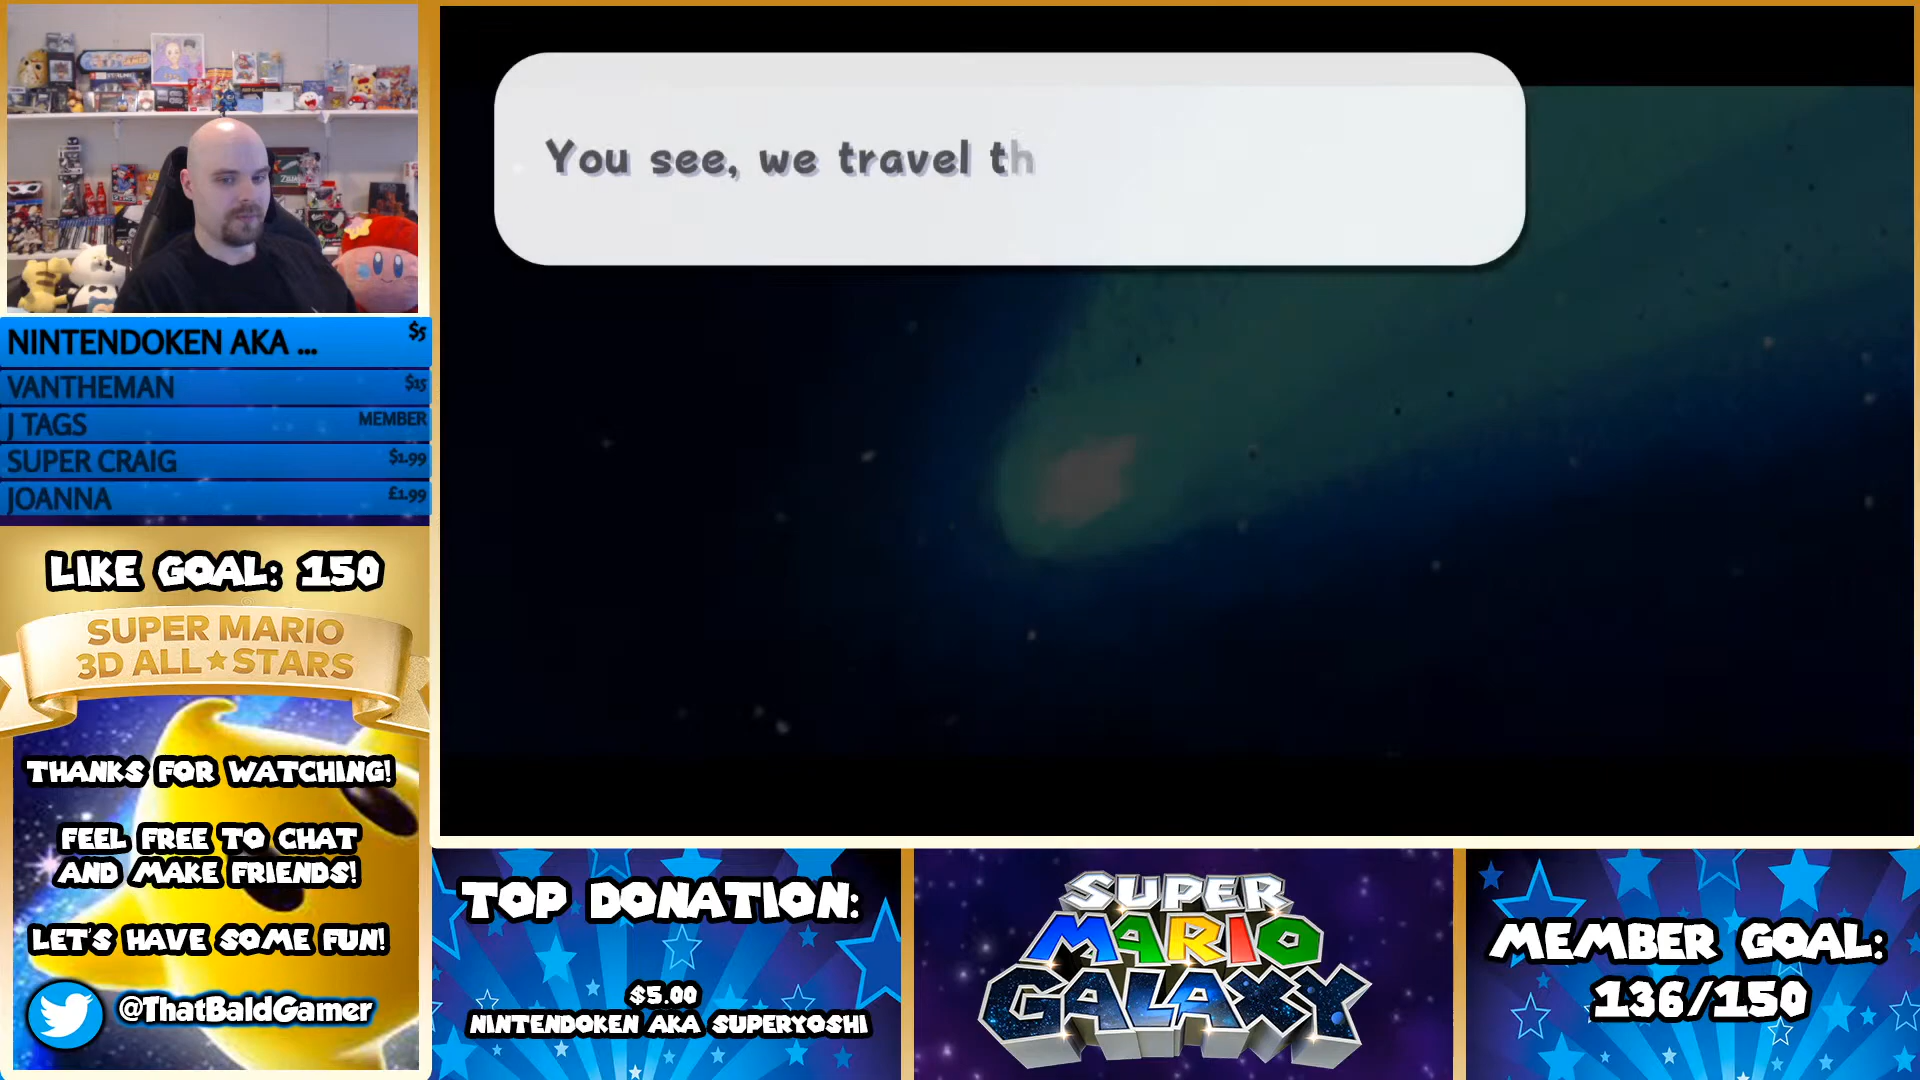 You see, we travel th
NINTENDOKEN AKA ... $5
VANTHEMAN $15
J TAGS MEMBER
SUPER CRAIG $1.99
JOANNA £1.99
LIKE GOAL: 150
SUPER MARIO
3D ALL★STARS
THANKS FOR WATCHING!
FEEL FREE TO CHAT
AND MAKE FRIENDS!
LET'S HAVE SOME FUN!
@ThatBaldGamer
TOP DONATION:
$5.00
NINTENDOKEN AKA SUPERYOSHI
SUPER
MARIO
GALAXY
MEMBER GOAL:
136/150